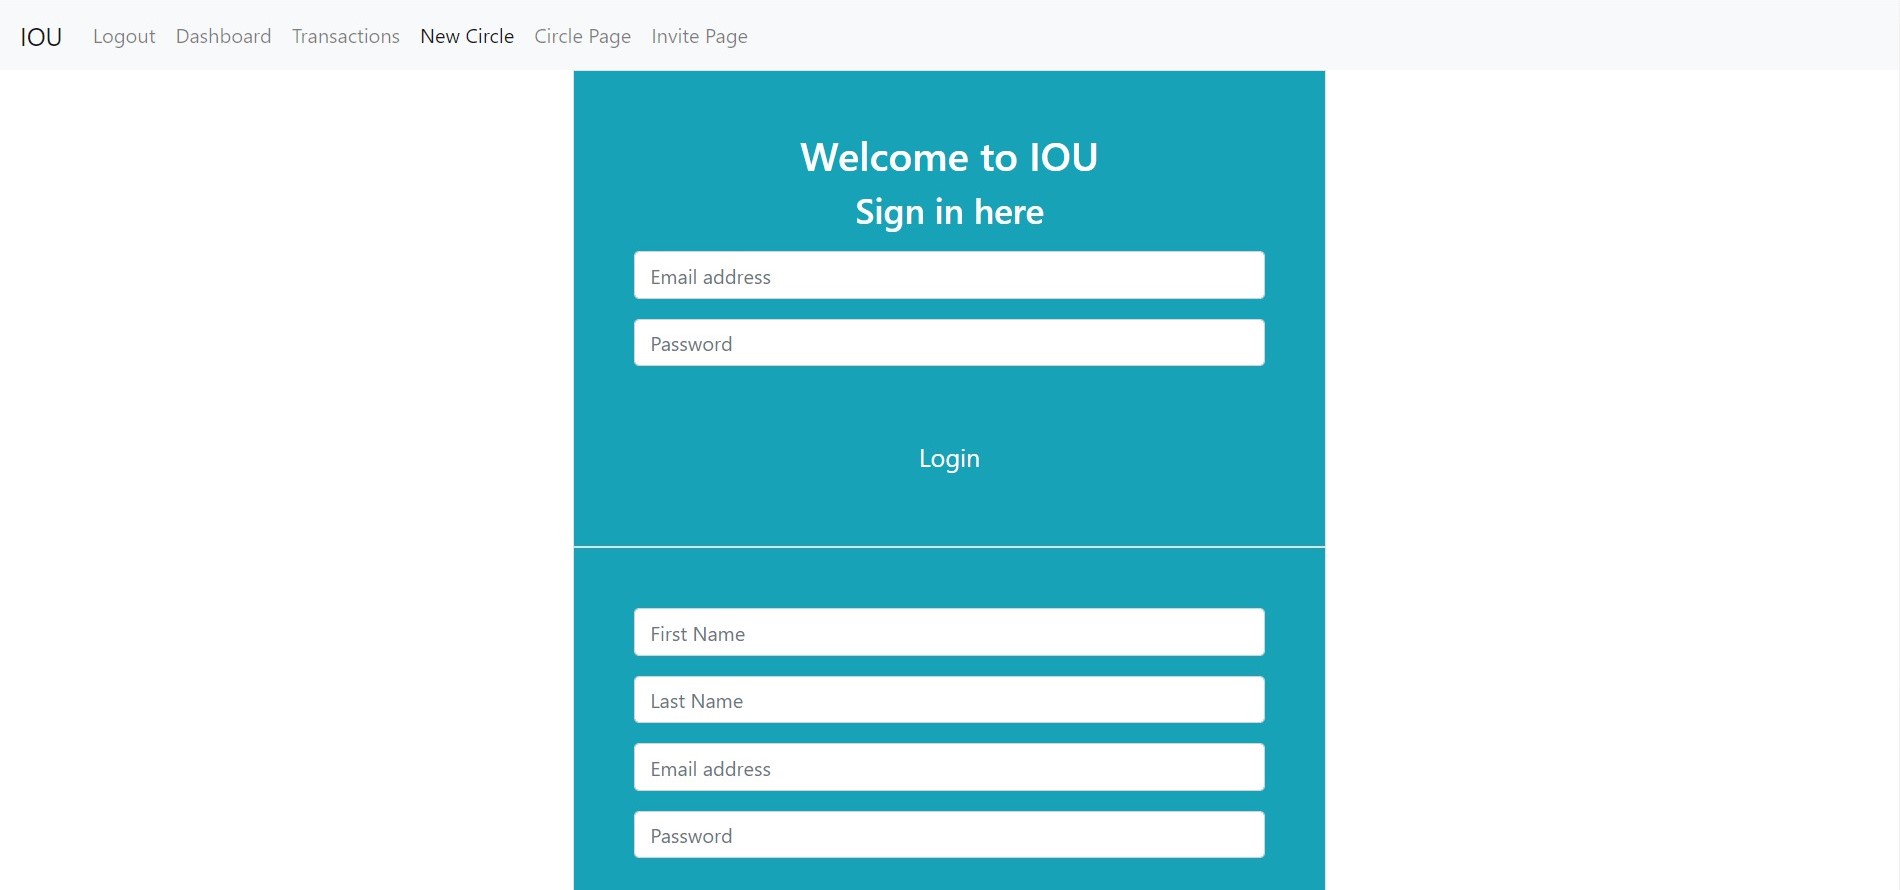 IOU Logout Dashboard Transactions New Circle Circle Page Invite Page
Welcome to IOU
Sign in here
Email address
Password
Login
First Name
Last Name
Email address
Password